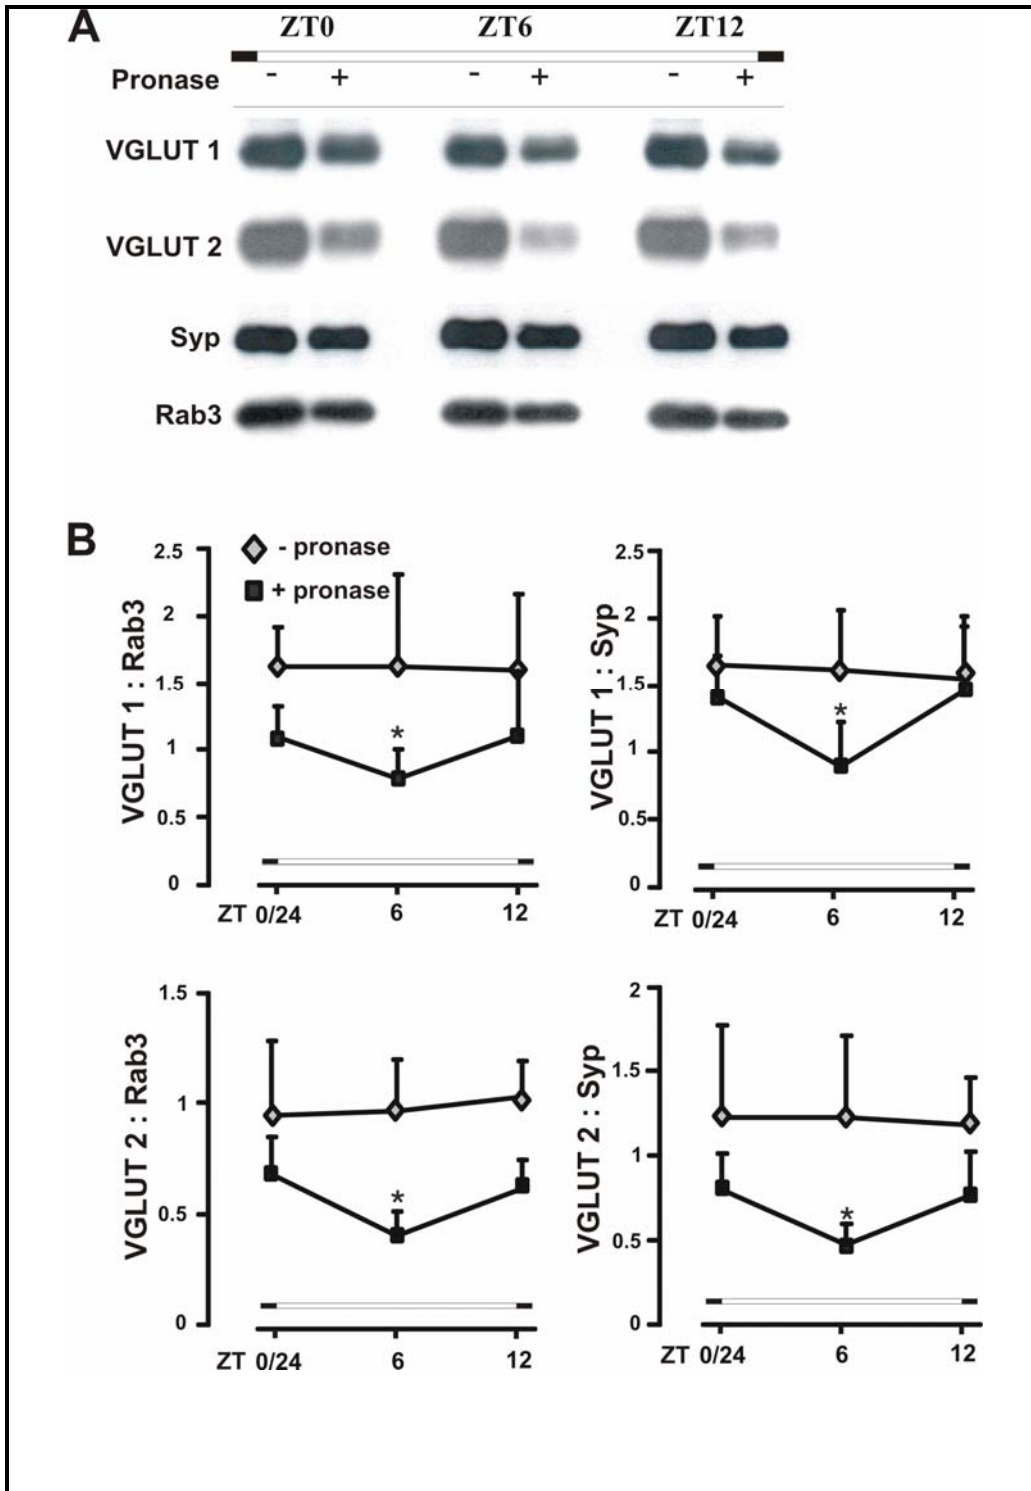 A
ZT0 ZT6 ZT12
Pronase - + - + - +
VGLUT 1
VGLUT 2
Syp
Rab3
B
- pronase
+ pronase
VGLUT 1 : Rab3
2.5
2
1.5
1
0.5
0
*
ZT 0/24 6 12
VGLUT 1 : Syp
2.5
2
1.5
1
0.5
0
*
ZT 0/24 6 12
VGLUT 2 : Rab3
1.5
1
0.5
0
*
ZT 0/24 6 12
VGLUT 2 : Syp
2
1.5
1
0.5
0
*
ZT 0/24 6 12